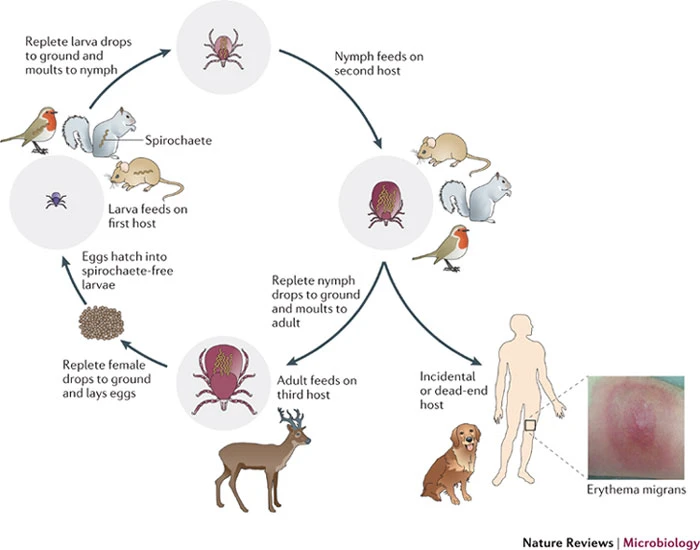 Replete larva drops
to ground and
moults to nymph
Nymph feeds on
second host
Spirochaete
Larva feeds on
first host
Eggs hatch into
spirochaete-free
larvae
Replete nymph
drops to ground
and moults to
adult
Replete female
drops to ground
and lays eggs
Adult feeds on
third host
Incidental
or dead-end
host
Erythema migrans
Nature Reviews | Microbiology